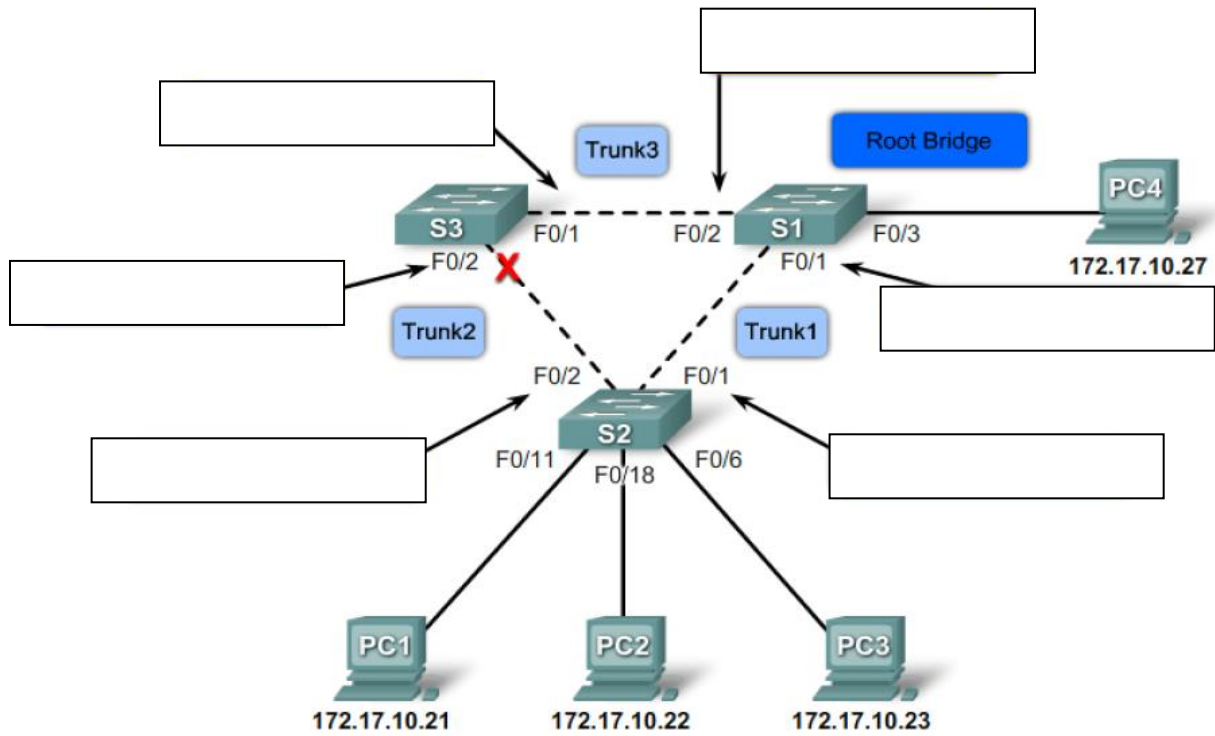 Trunk3
Root Bridge
PC4
S3
S1
F0/1
F0/2
F0/3
F0/2
F0/1
172.17.10.27
Trunk2
Trunk1
F0/2
F0/1
S2
F0/11
F0/18
F0/6
PC1
PC2
PC3
172.17.10.21
172.17.10.22
172.17.10.23